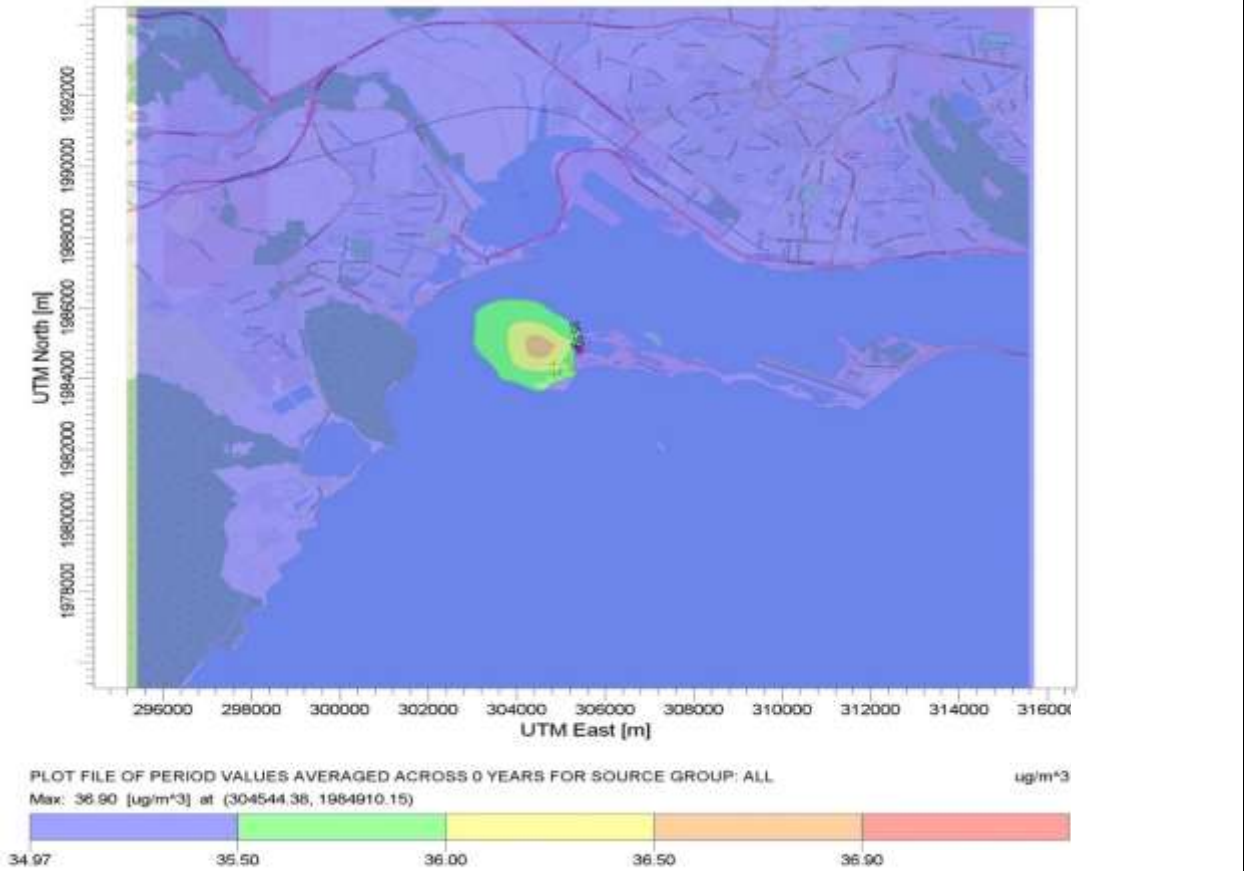 UTM North [m]
1992000
1990000
1988000
1986000
1984000
1982000
1980000
1978000
296000 298000 300000 302000 304000 306000 308000 310000 312000 314000 31600
UTM East [m]
PLOT FILE OF PERIOD VALUES AVERAGED ACROSS 0 YEARS FOR SOURCE GROUP: ALL ug/m^3
Max: 36.90 [ug/m^3] at (304544.38, 1984910.15)
34.97 35.50 36.00 36.50 36.90